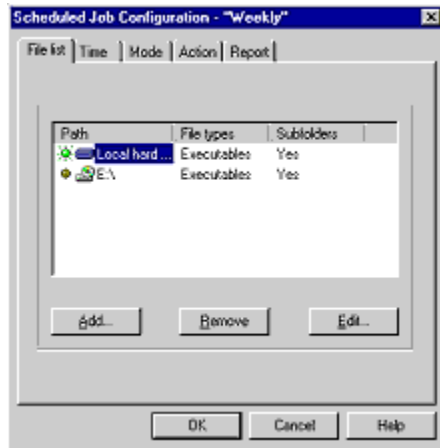 Scheduled Job Configuration - "Weekly"
File list Time Mode Action Report
Path File types Subfolders
Local hard ... Executables Yes
E:\ Executables Yes
Add... Remove Edit...
OK Cancel Help